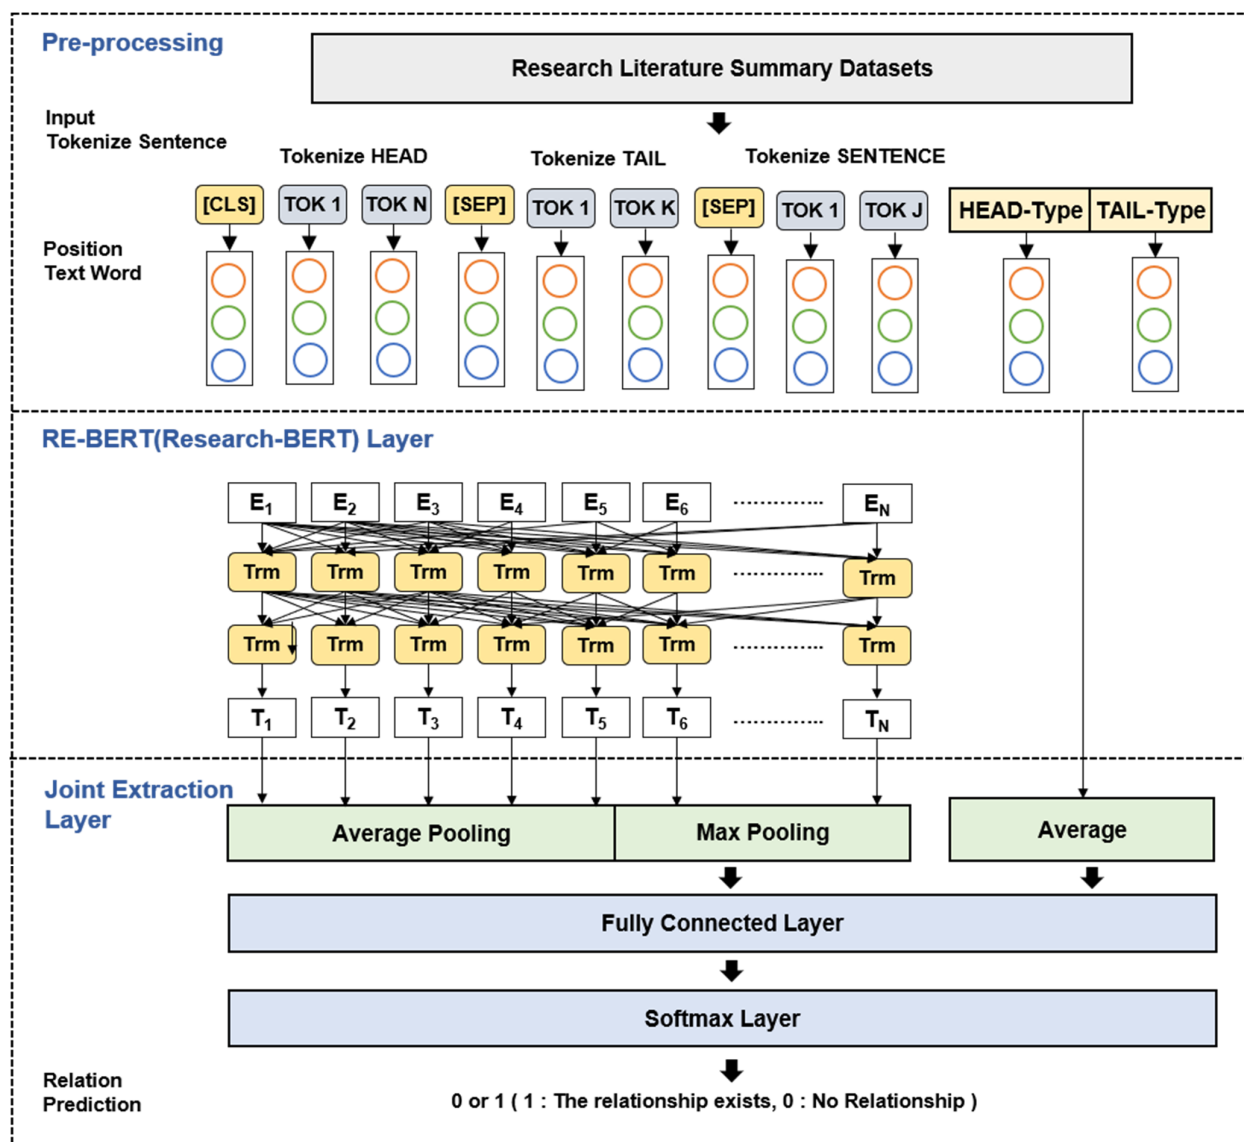 Pre-processing
Research Literature Summary Datasets
Input
Tokenize Sentence
Tokenize HEAD Tokenize TAIL Tokenize SENTENCE
[CLS] TOK 1 TOK N [SEP] TOK 1 TOK K [SEP] TOK 1 TOK J HEAD-Type TAIL-Type
Position
Text Word
RE-BERT(Research-BERT) Layer
E1 E2 E3 E4 E5 E6 EN
Trm Trm Trm Trm Trm Trm Trm
Trm Trm Trm Trm Trm Trm Trm
T1 T2 T3 T4 T5 T6 TN
Joint Extraction
Layer
Average Pooling Max Pooling Average
Fully Connected Layer
Softmax Layer
Relation
Prediction
0 or 1 ( 1 : The relationship exists, 0 : No Relationship )